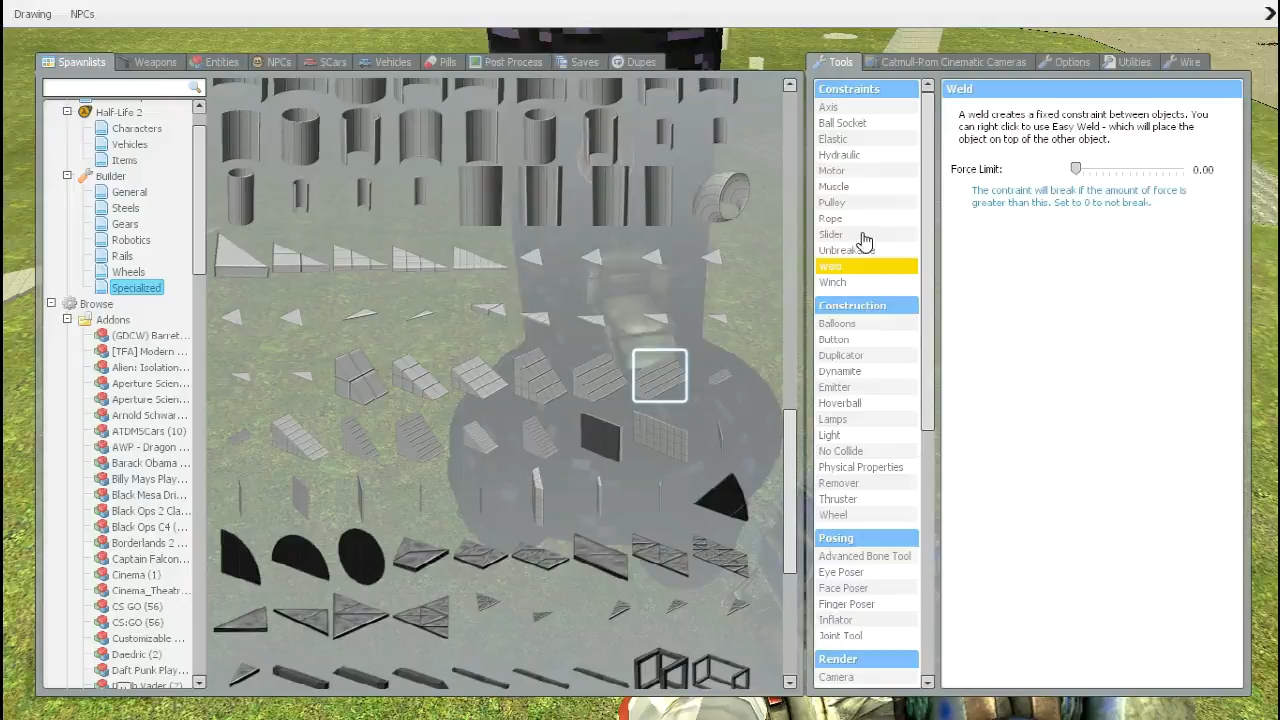 Drawing NPCs
Spawnlists Weapons Entities NPCs SCars Vehicles Pills Post Process Saves Dupes
Half-Life 2
Characters
Vehicles
Items
Builder
General
Steels
Gears
Robotics
Rails
Wheels
Specialized
Browse
(GDCW) Barret...
[TFA] Modern ...
Alien: Isolation...
Aperture Scien...
Aperture Scien...
Arnold Schwar...
ATDDSCars (10)
AWP - Dragon ...
Barack Obama ...
Billy Mays Play...
Black Mesa Dri...
Black Ops 2 Cla...
Black Ops C4 (...
Borderlands 2 ...
Captain Falcon...
Cinema (1)
Cinema_Theatr...
CS GO (56)
CS:GO (56)
Customizable ...
Daedric (2)
Daft Punk Play...
Tools Catmull-Rom Cinematic Cameras Options Utilities Wire
Constraints
Axis
Ball Socket
Elastic
Hydraulic
Motor
Muscle
Pulley
Rope
Slider
Weld
Winch
Construction
Balloons
Button
Duplicator
Dynamite
Emitter
Hoverball
Lamps
Light
No Collide
Physical Properties
Remover
Thruster
Wheel
Posing
Advanced Bone Tool
Eye Poser
Face Poser
Finger Poser
Inflator
Joint Tool
Render
Camera
Weld
A weld creates a fixed constraint between objects. You
can right click to use Easy Weld - which will place the
object on top of the other object.
Force Limit: 0.00
The contraint will break if the amount of force is
greater than this. Set to 0 to not break.